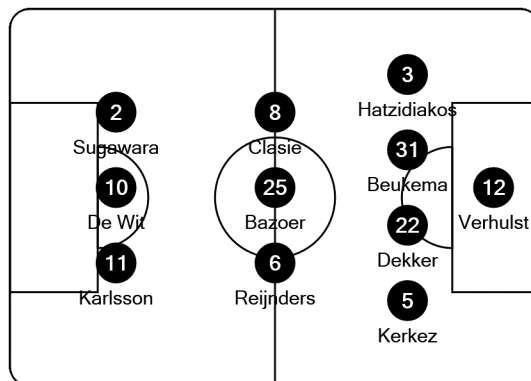 3
Hatzidiakos
2
Sugawara
8
Clasie
31
Beukema
10
De Wit
25
Bazoer
12
Verhulst
22
Dekker
11
Karlsson
6
Reijnders
5
Kerkez